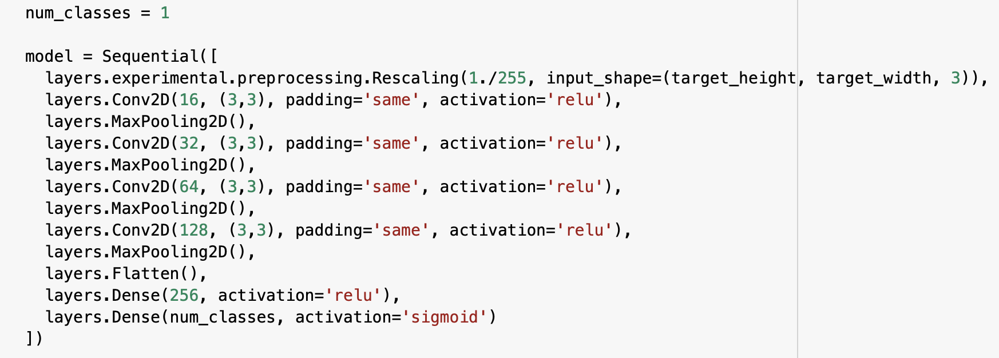 num_classes = 1
model = Sequential([
layers.experimental.preprocessing.Rescaling(1./255, input_shape=(target_height, target_width, 3)),
layers.Conv2D(16, (3,3), padding='same', activation='relu'),
layers.MaxPooling2D(),
layers.Conv2D(32, (3,3), padding='same', activation='relu'),
layers.MaxPooling2D(),
layers.Conv2D(64, (3,3), padding='same', activation='relu'),
layers.MaxPooling2D(),
layers.Conv2D(128, (3,3), padding='same', activation='relu'),
layers.MaxPooling2D(),
layers.Flatten(),
layers.Dense(256, activation='relu'),
layers.Dense(num_classes, activation='sigmoid')
])